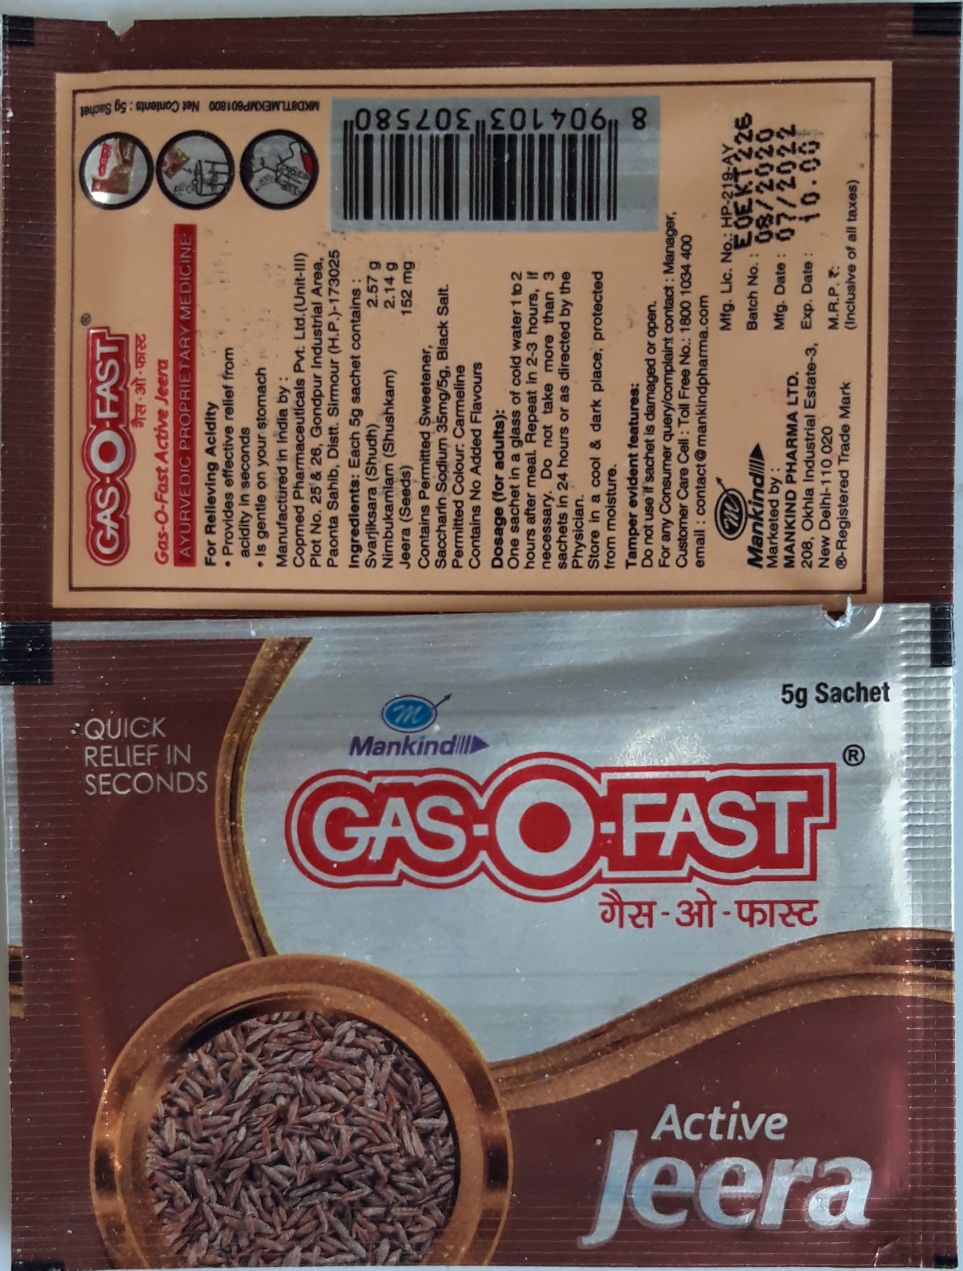 Net Contents : 5g Sachet MKD8TLMEKMP601800
8 904103 307580
GAS-O-FAST ®
गैस - ओ - फास्ट
Gas-O-Fast Active Jeera
AYURVEDIC PROPRIETARY MEDICINE
For Relieving Acidity
• Provides effective relief from
acidity in seconds
• Is gentle on your stomach
Manufactured in India by :
Copmed Pharmaceuticals Pvt. Ltd.(Unit-III)
Plot No. 25 & 26, Gondpur Industrial Area,
Paonta Sahib, Distt. Sirmour (H.P.)-173025
Ingredients: Each 5g sachet contains :
Svarjiksara (Shudh) 2.57 g
Nimbukamlam (Shushkam) 2.14 g
Jeera (Seeds) 152 mg
Contains Permitted Sweetener,
Saccharin Sodium 35mg/5g, Black Salt.
Permitted Colour: Carmeline
Contains No Added Flavours
Dosage (for adults):
One sachet in a glass of cold water 1 to 2
hours after meal. Repeat in 2-3 hours, if
necessary. Do not take more than 3
sachets in 24 hours or as directed by the
Physician.
Store in a cool & dark place, protected
from moisture.
Tamper evident features:
Do not use if sachet is damaged or open.
For any Consumer query/complaint contact : Manager,
Customer Care Cell : Toll Free No.: 1800 1034 400
email : contact@mankindpharma.com
Mankind
Marketed by :
MANKIND PHARMA LTD.
208, Okhla Industrial Estate-3,
New Delhi-110 020
®-Registered Trade Mark
Mfg. Lic. No.: HP-219-AY
Batch No. : E0EKT226
Mfg. Date : 08/2020
Exp. Date : 07/2022
M.R.P. ₹: 10.00
(Inclusive of all taxes)
QUICK
RELIEF IN
SECONDS
5g Sachet
Mankind
GAS-O-FAST ®
गैस - ओ - फास्ट
Active
Jeera